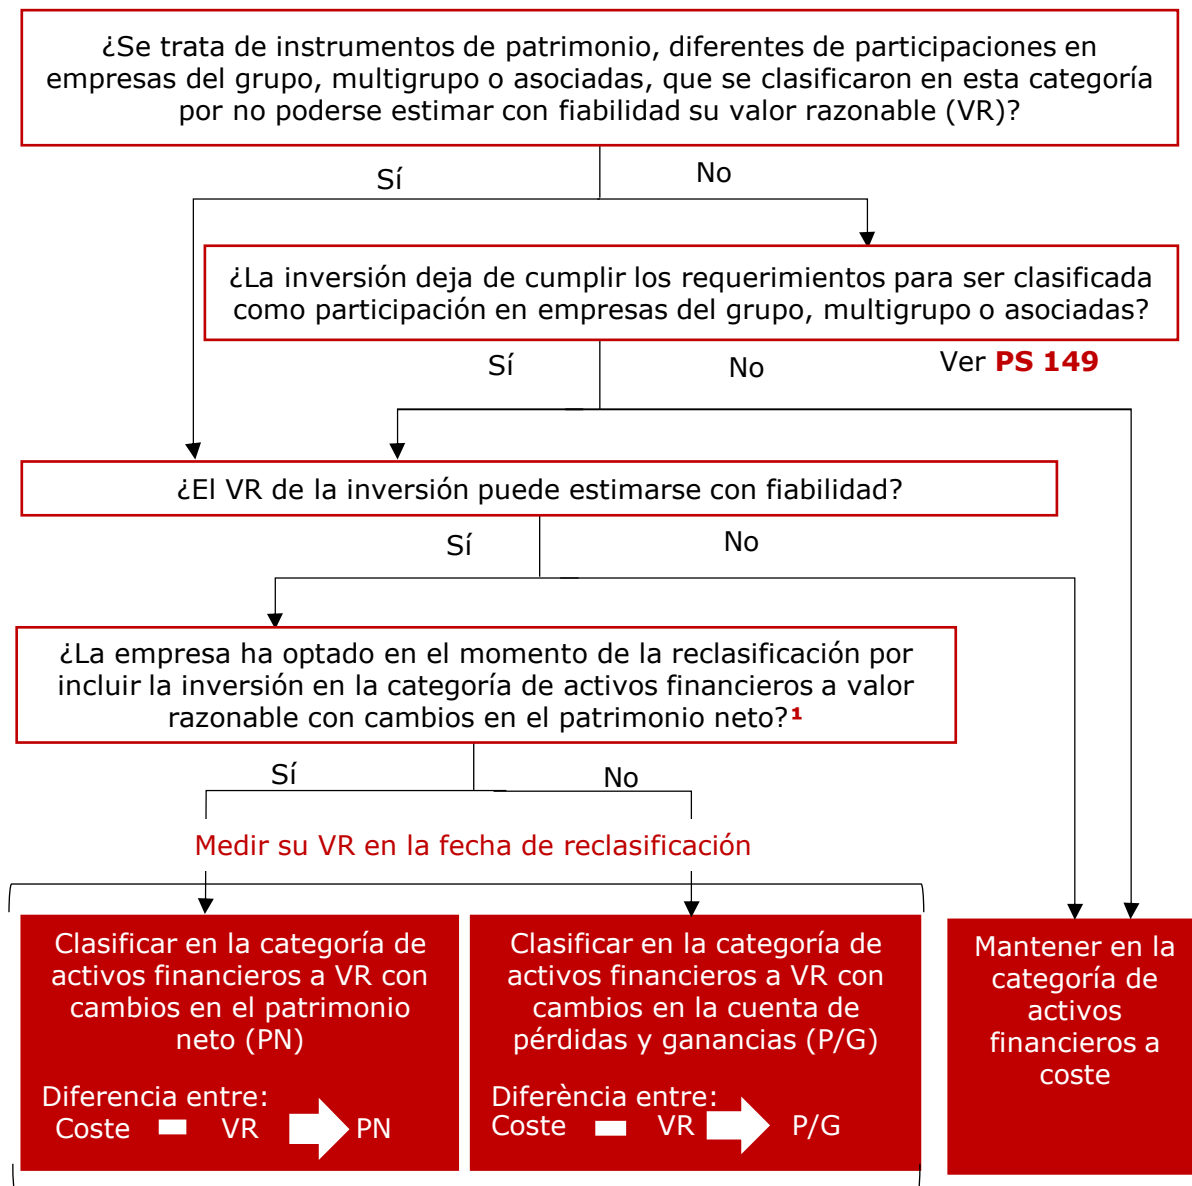 ¿Se trata de instrumentos de patrimonio, diferentes de participaciones en
empresas del grupo, multigrupo o asociadas, que se clasificaron en esta categoría
por no poderse estimar con fiabilidad su valor razonable (VR)?
Sí
No
¿La inversión deja de cumplir los requerimientos para ser clasificada
como participación en empresas del grupo, multigrupo o asociadas?
Sí
No
Ver PS 149
¿El VR de la inversión puede estimarse con fiabilidad?
Sí
No
¿La empresa ha optado en el momento de la reclasificación por
incluir la inversión en la categoría de activos financieros a valor
razonable con cambios en el patrimonio neto?¹
Sí
No
Medir su VR en la fecha de reclasificación
Clasificar en la categoría de
activos financieros a VR con
cambios en el patrimonio
neto (PN)
Diferencia entre:
Coste VR PN
Clasificar en la categoría de
activos financieros a VR con
cambios en la cuenta de
pérdidas y ganancias (P/G)
Diferència entre:
Coste VR P/G
Mantener en la
categoría de
activos
financieros a
coste